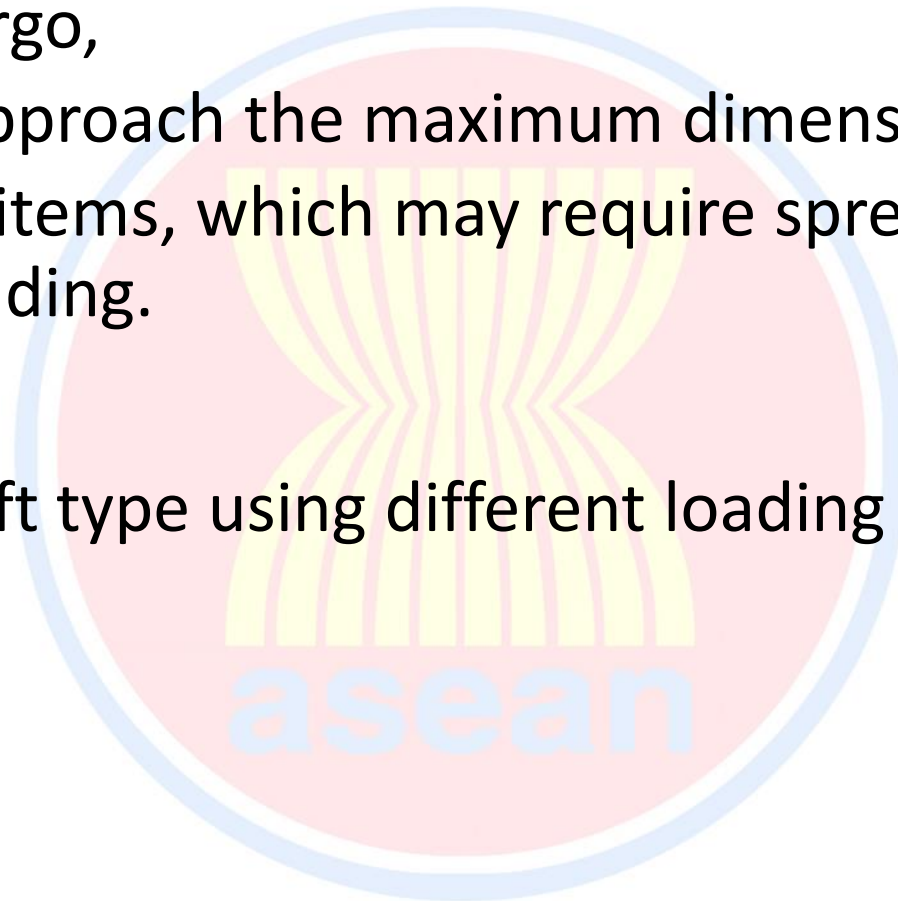 rgo,
pproach the maximum dimens
items, which may require spre
ding.
ft type using different loading
asean